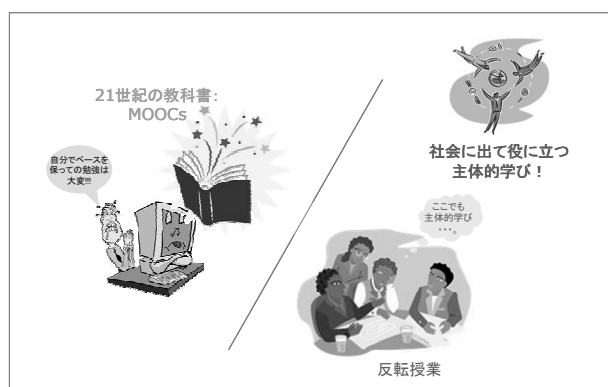 21世紀の教科書:
MOOCs
自分でペースを
保っての勉強は
大変!!!
社会に出て役に立つ
主体的学び！
ここでも
主体的学び
・・・。
反転授業